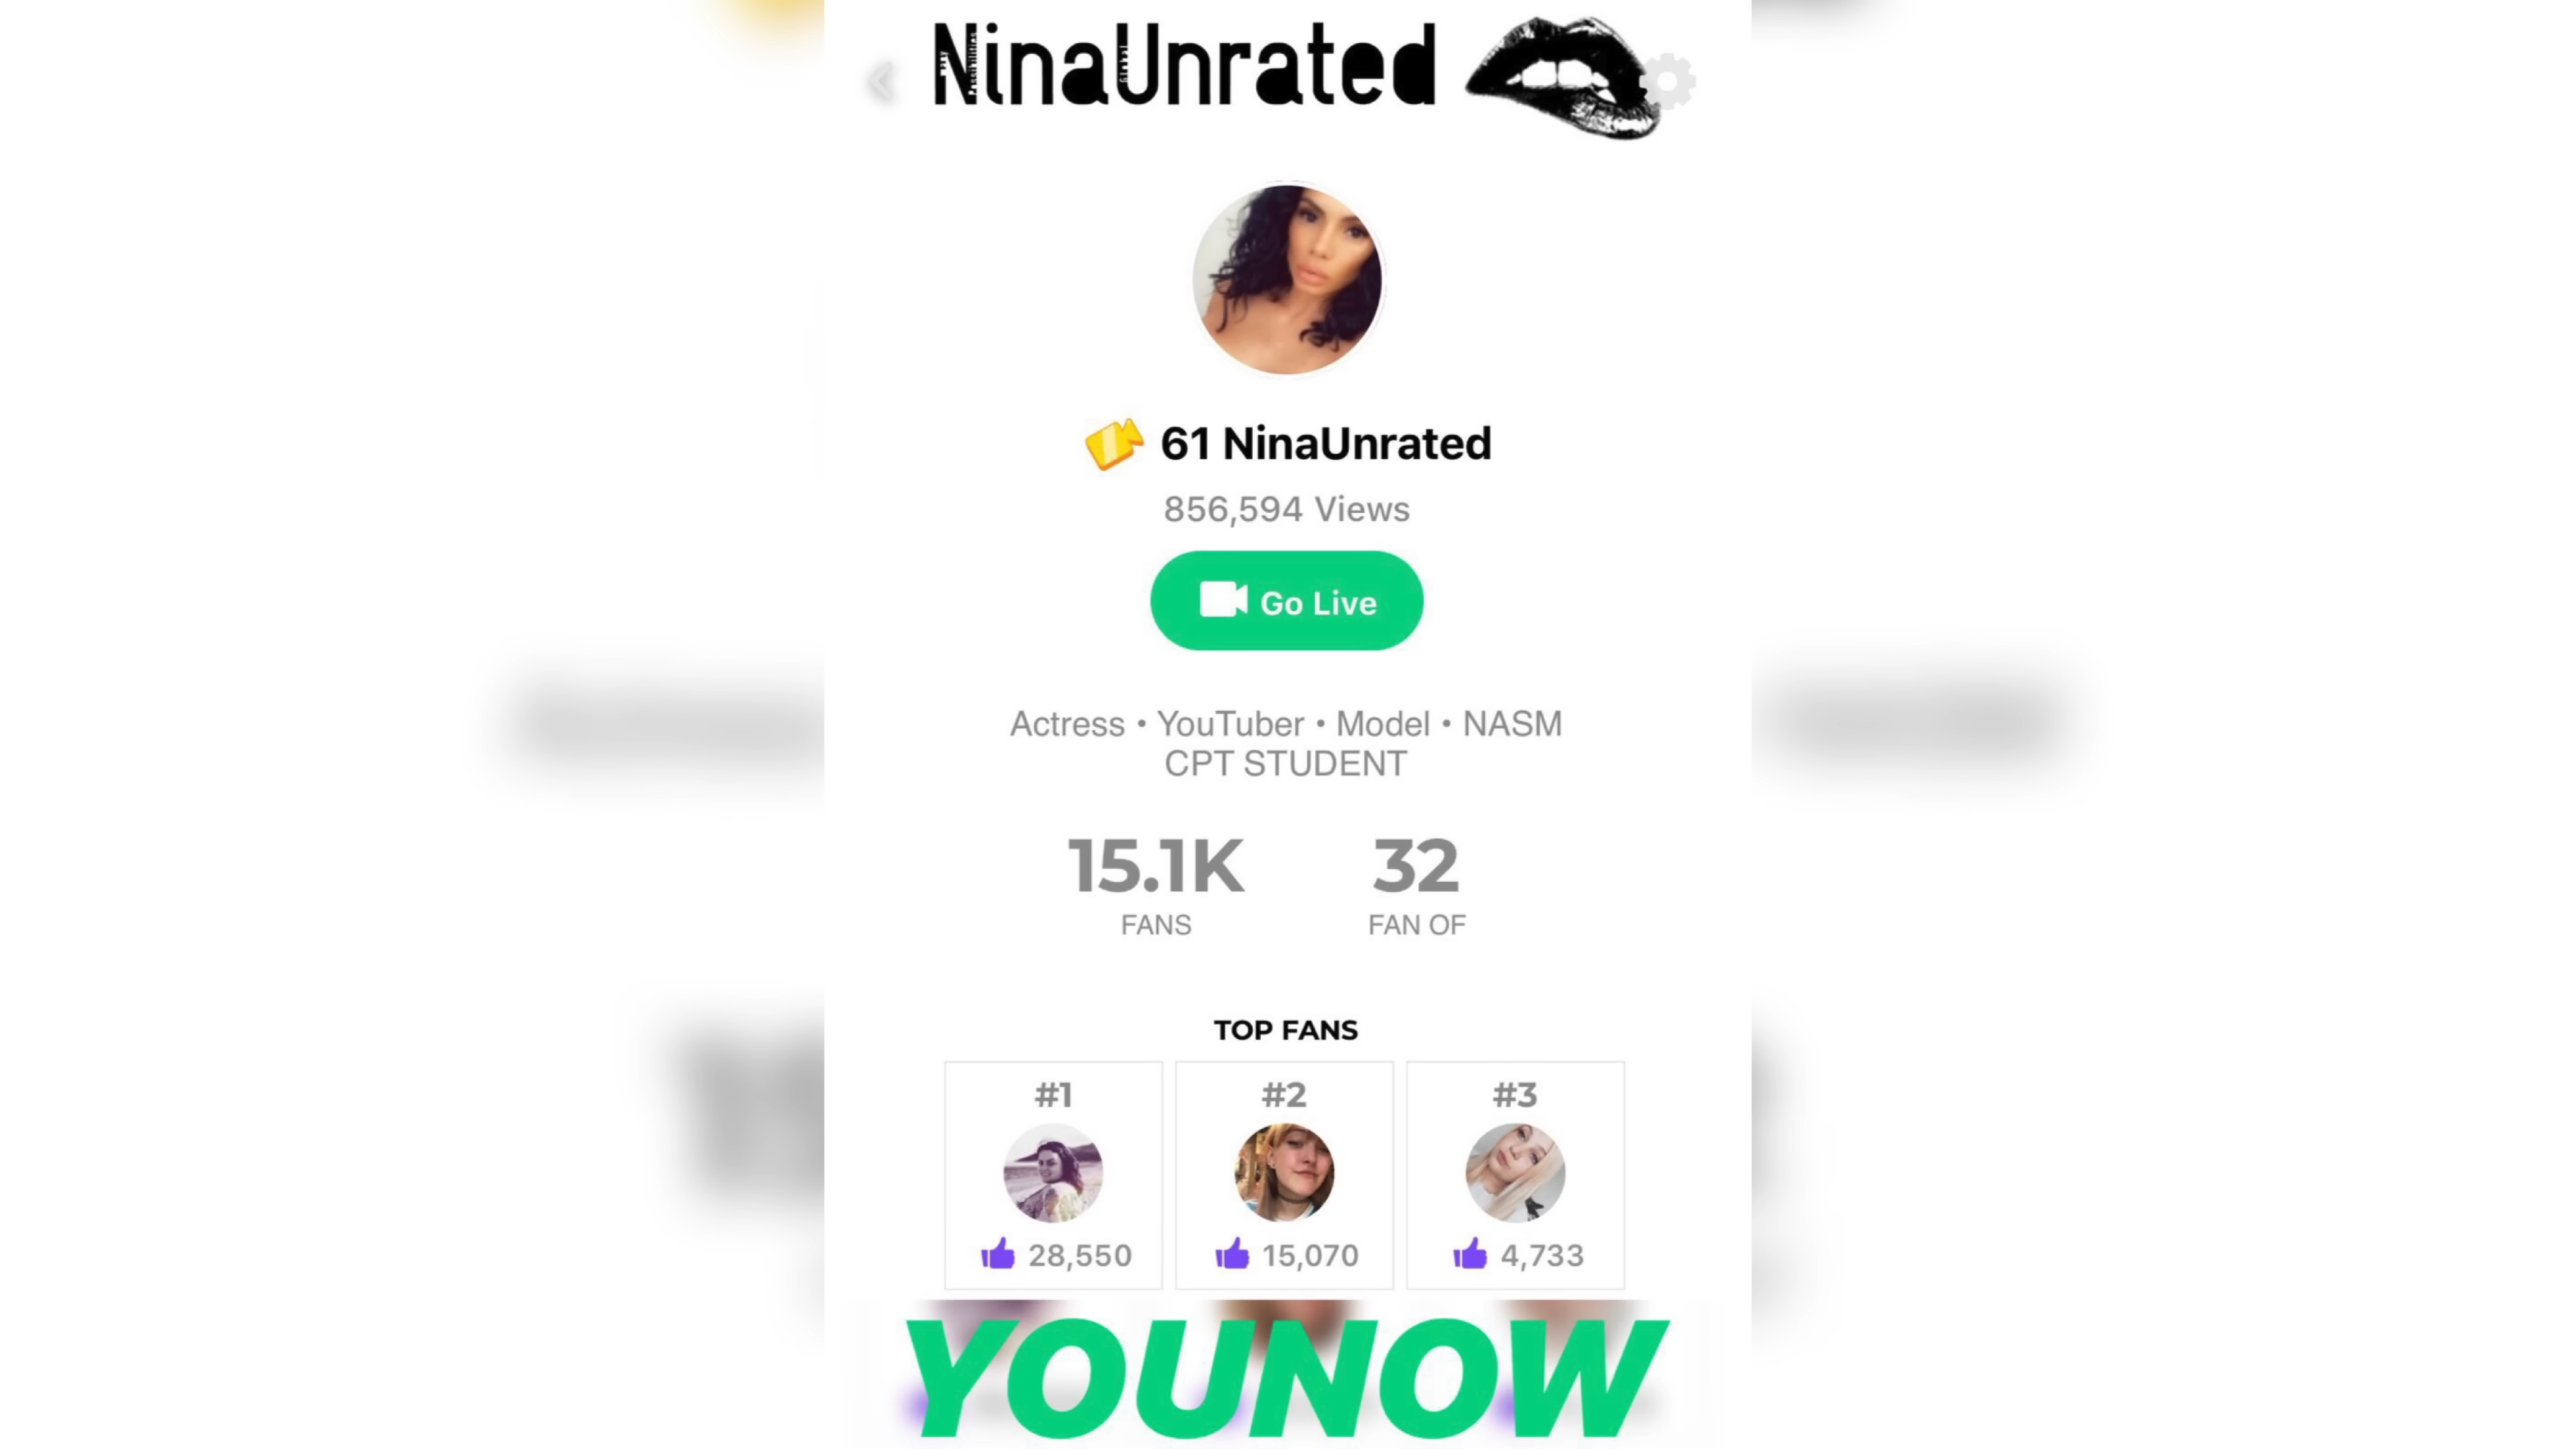 NinaUnrated
61 NinaUnrated
856,594 Views
Go Live
Actress • YouTuber • Model • NASM
CPT STUDENT
15.1K 32
FANS FAN OF
TOP FANS
#1 #2 #3
28,550 15,070 4,733
YOUNOW